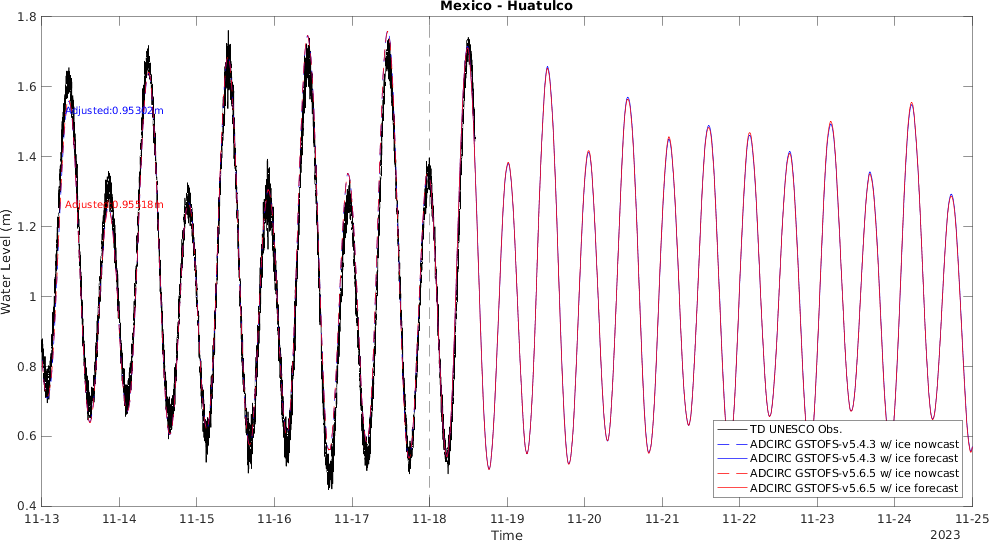 Mexico - Huatulco
Water Level (m)
1.8
1.6
1.4
1.2
1
0.8
0.6
0.4
Adjusted:0.95302m
Adjusted:0.95518m
TD UNESCO Obs.
ADCIRC GSTOFS-v5.4.3 w/ ice nowcast
ADCIRC GSTOFS-v5.4.3 w/ ice forecast
ADCIRC GSTOFS-v5.6.5 w/ ice nowcast
ADCIRC GSTOFS-v5.6.5 w/ ice forecast
11-13 11-14 11-15 11-16 11-17 11-18 11-19 11-20 11-21 11-22 11-23 11-24 11-25
Time
2023